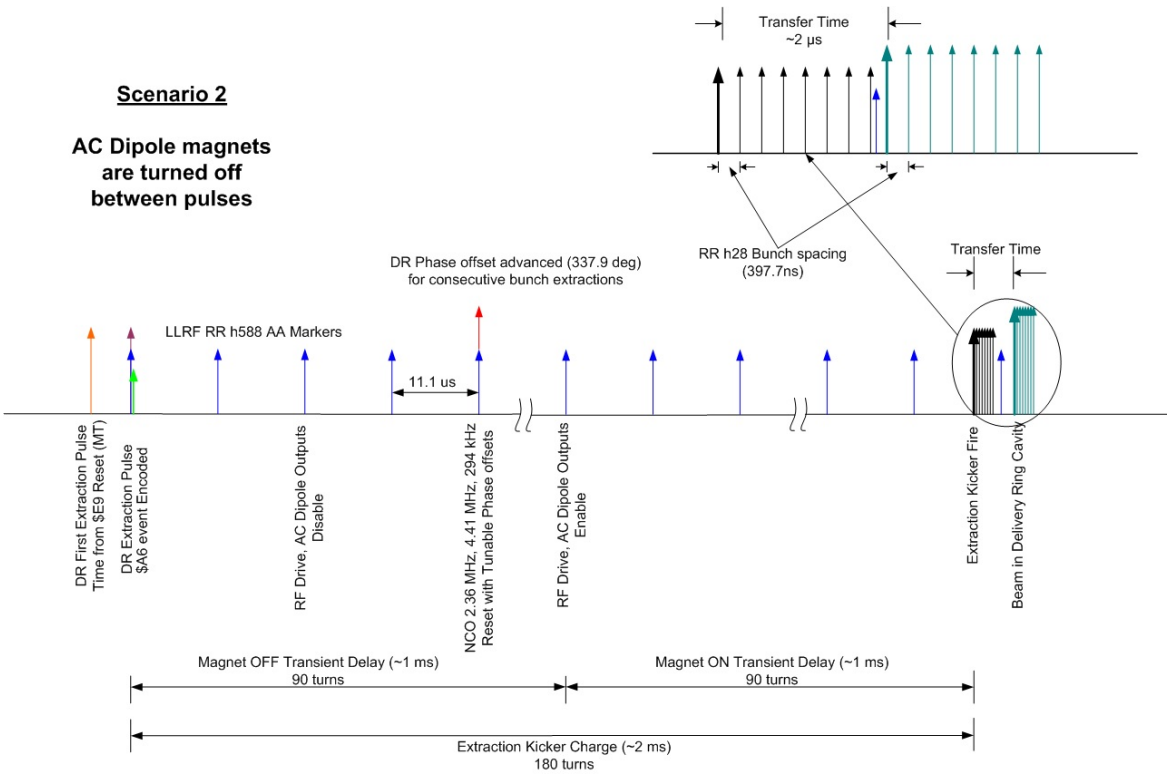 Transfer Time
~2 µs
Scenario 2
AC Dipole magnets
are turned off
between pulses
RR h28 Bunch spacing
(397.7ns)
Transfer Time
DR Phase offset advanced (337.9 deg)
for consecutive bunch extractions
LLRF RR h588 AA Markers
11.1 us
DR First Extraction Pulse
Time from $E9 Reset (MT)
DR Extraction Pulse
$A6 event Encoded
RF Drive, AC Dipole Outputs
Disable
NCO 2.36 MHz, 4.41 MHz, 294 kHz
Reset with Tunable Phase offsets
RF Drive, AC Dipole Outputs
Enable
Extraction Kicker Fire
Beam in Delivery Ring Cavity
Magnet OFF Transient Delay (~1 ms)
90 turns
Magnet ON Transient Delay (~1 ms)
90 turns
Extraction Kicker Charge (~2 ms)
180 turns